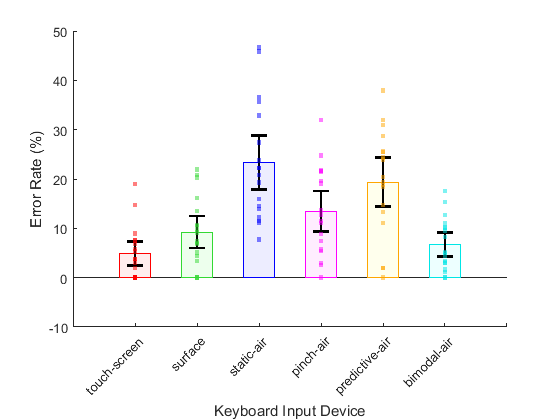 50
40
30
20
10
0
-10
Error Rate (%)
touch-screen
surface
static-air
pinch-air
predictive-air
bimodal-air
Keyboard Input Device